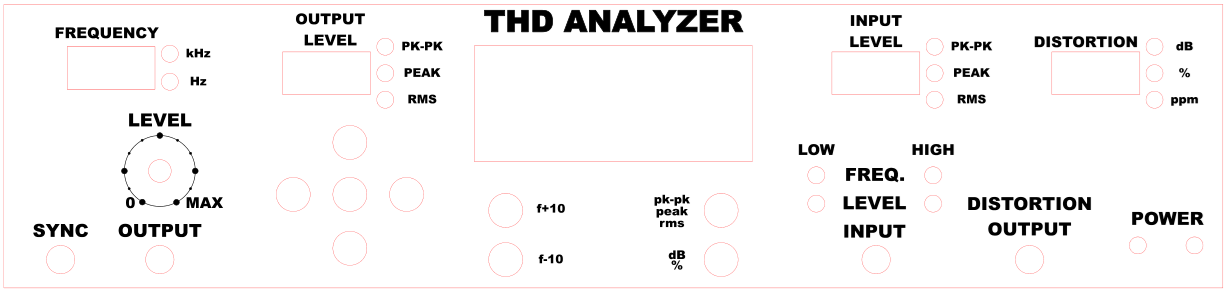 THD ANALYZER
FREQUENCY
kHz
Hz
OUTPUT
LEVEL
PK-PK
PEAK
RMS
INPUT
LEVEL
PK-PK
PEAK
RMS
DISTORTION
dB
%
ppm
LEVEL
0
MAX
SYNC
OUTPUT
f+10
f-10
pk-pk
peak
rms
dB
%
LOW
HIGH
FREQ.
LEVEL
INPUT
DISTORTION
OUTPUT
POWER